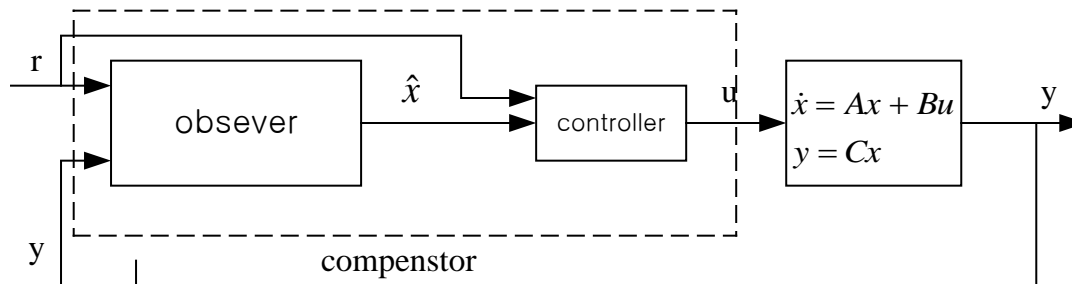 r
obsever
x̂
controller
u
ẋ = Ax + Bu
y = Cx
y
y
compenstor